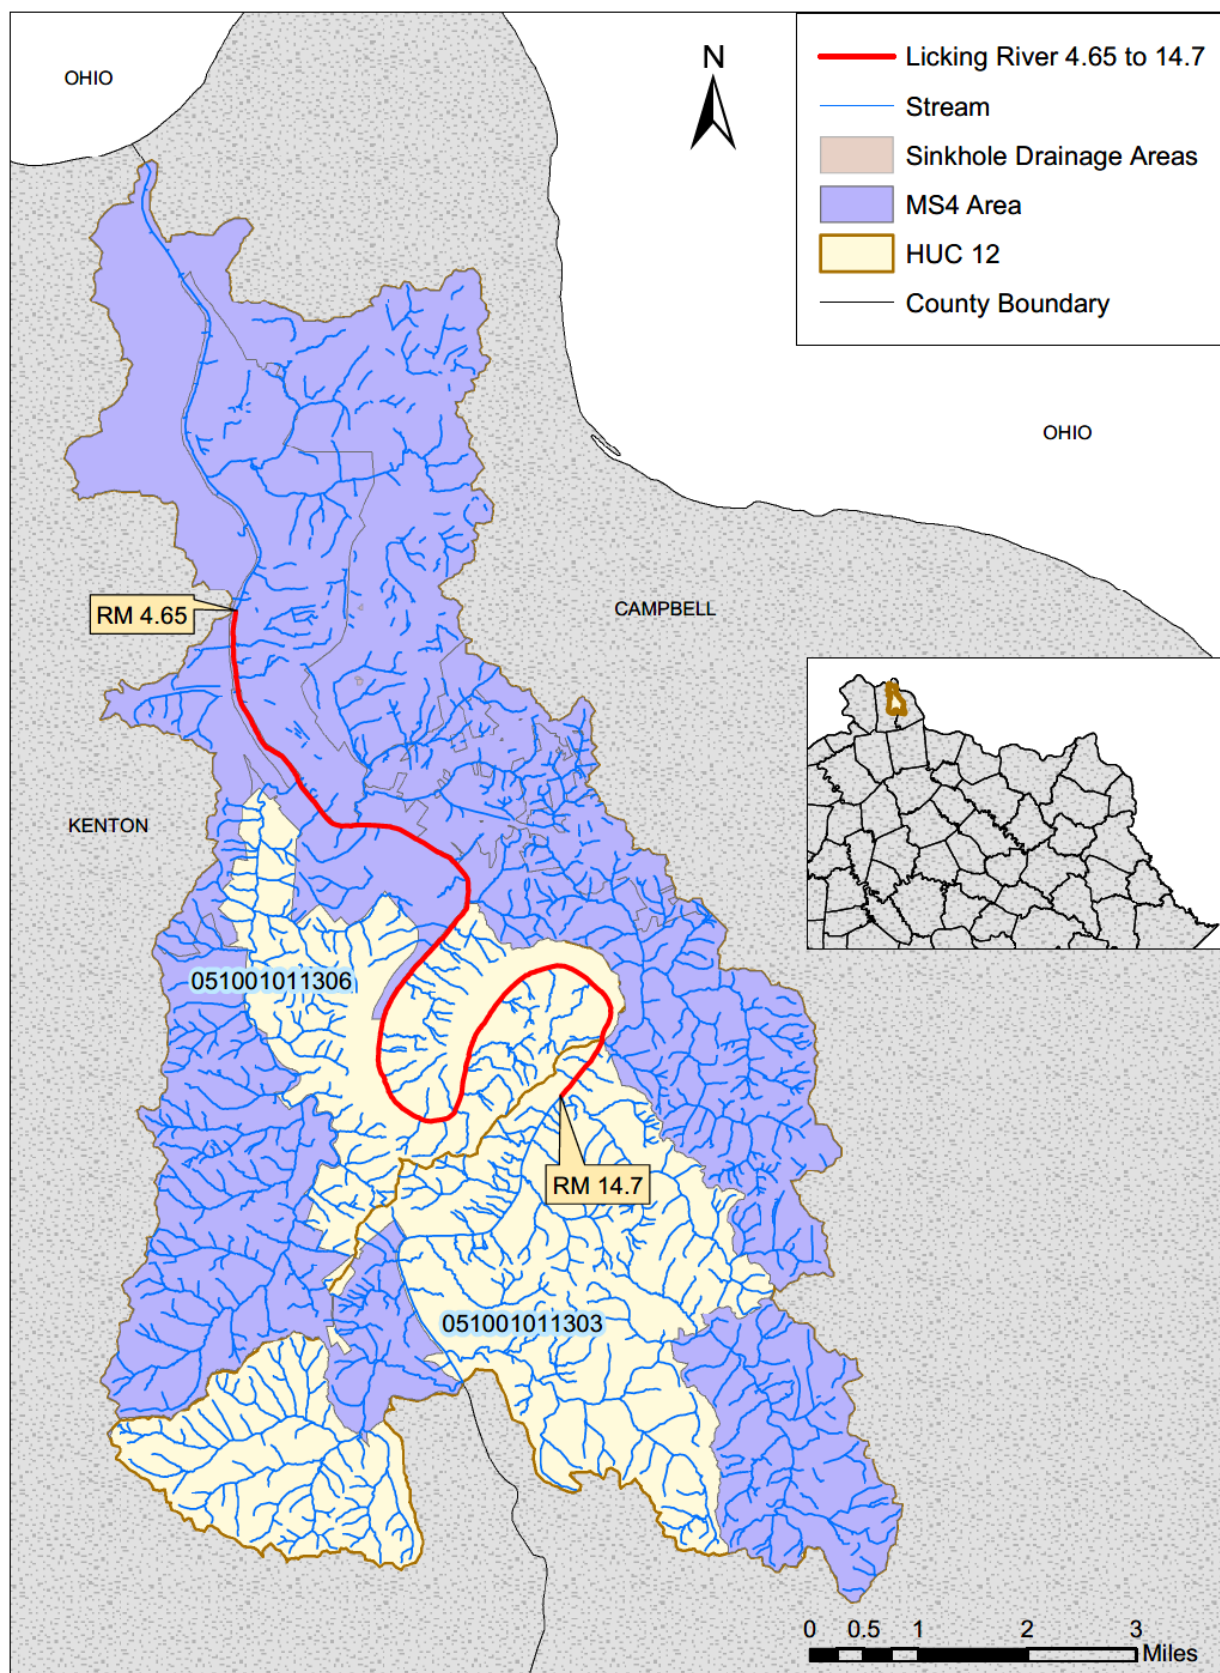 OHIO
N
Licking River 4.65 to 14.7
Stream
Sinkhole Drainage Areas
MS4 Area
HUC 12
County Boundary
OHIO
RM 4.65
CAMPBELL
KENTON
051001011306
RM 14.7
051001011303
0 0.5 1 2 3
Miles